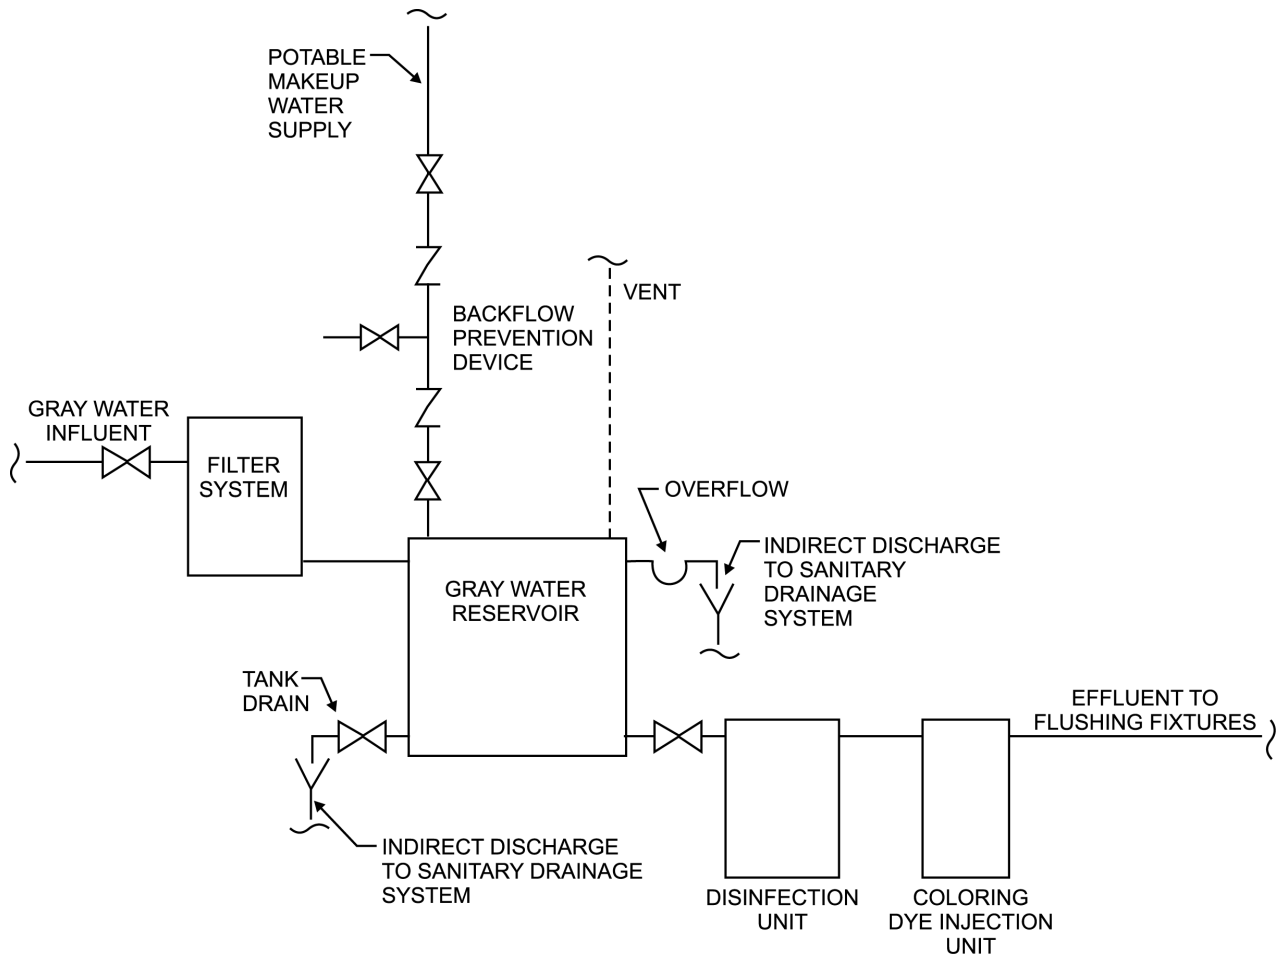 POTABLE
MAKEUP
WATER
SUPPLY
VENT
BACKFLOW
PREVENTION
DEVICE
GRAY WATER
INFLUENT
FILTER
SYSTEM
OVERFLOW
INDIRECT DISCHARGE
TO SANITARY
DRAINAGE
SYSTEM
GRAY WATER
RESERVOIR
TANK
DRAIN
EFFLUENT TO
FLUSHING FIXTURES
INDIRECT DISCHARGE
TO SANITARY DRAINAGE
SYSTEM
DISINFECTION
UNIT
COLORING
DYE INJECTION
UNIT